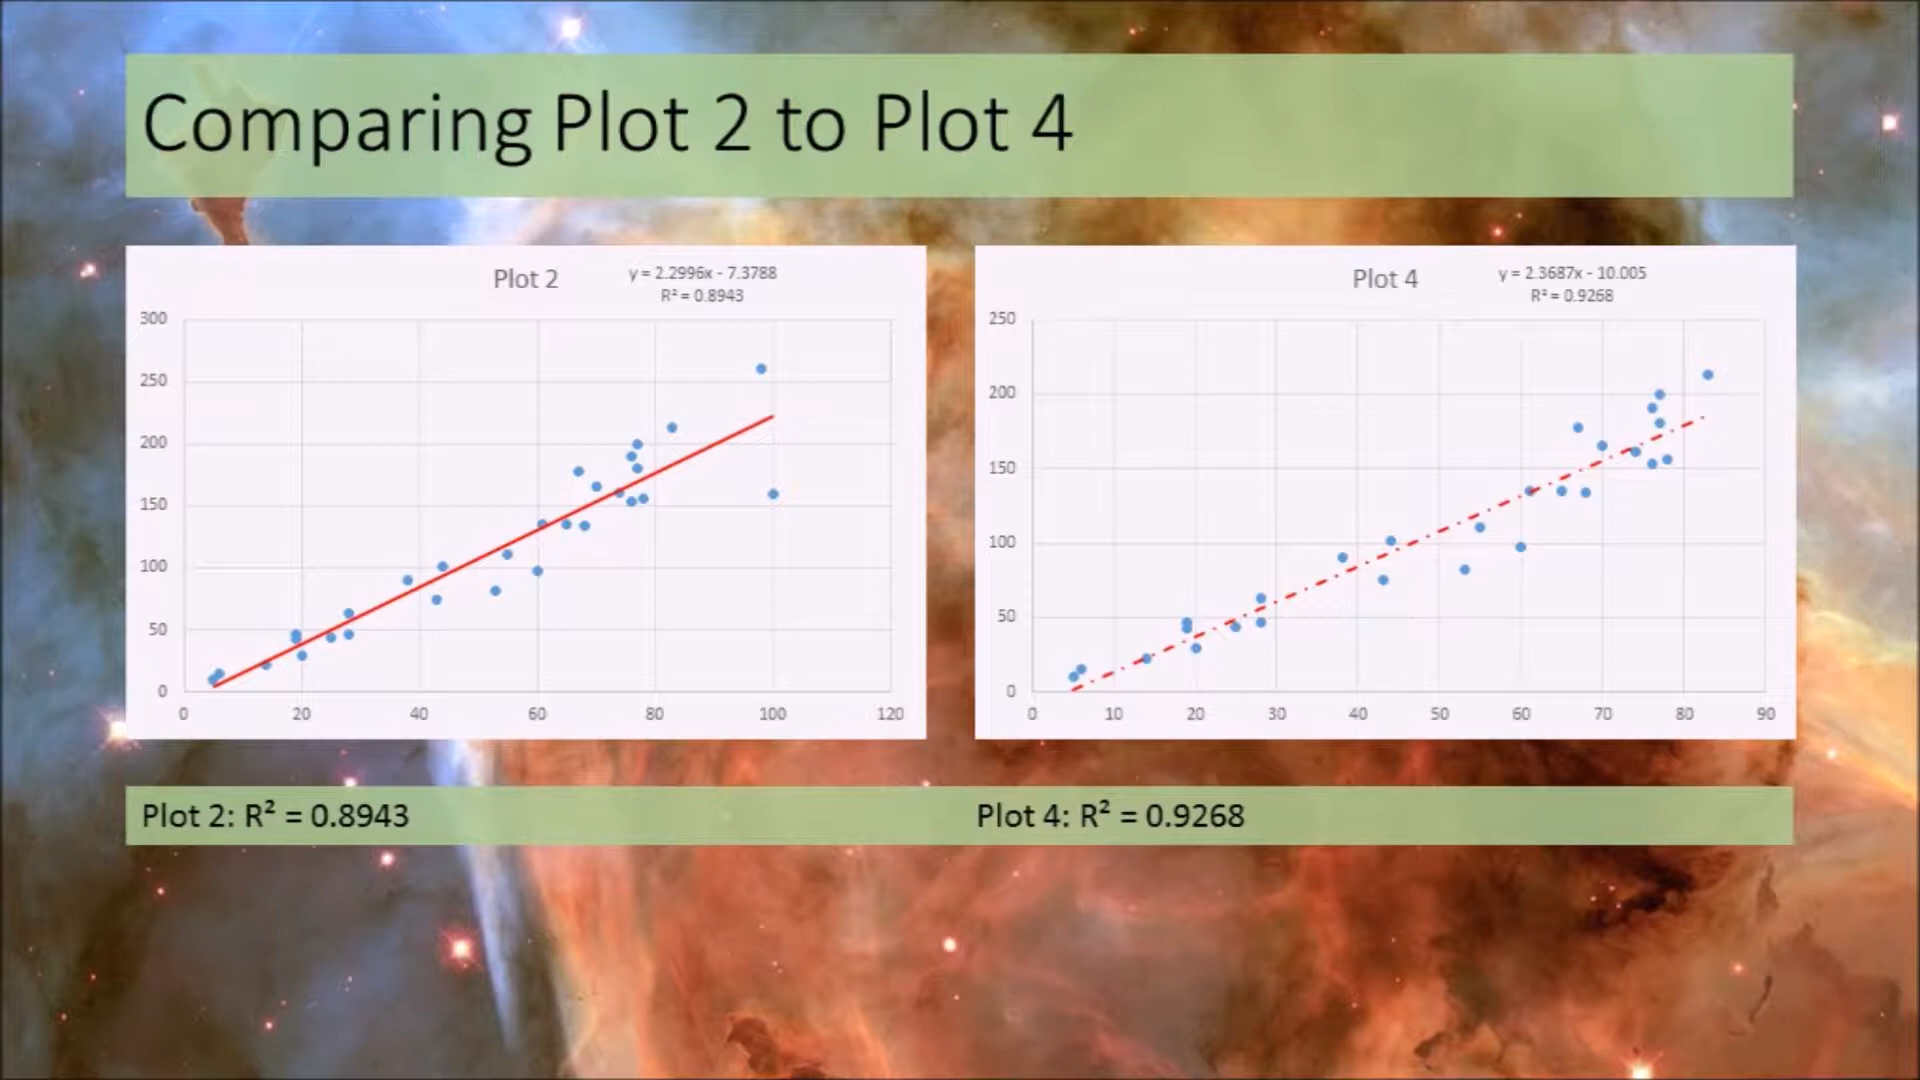 Comparing Plot 2 to Plot 4
Plot 2
y = 2.2996x - 7.3788
R² = 0.8943
300
250
200
150
100
50
0
0 20 40 60 80 100 120
Plot 4
y = 2.3687x - 10.005
R² = 0.9268
250
200
150
100
50
0
0 10 20 30 40 50 60 70 80 90
Plot 2: R² = 0.8943
Plot 4: R² = 0.9268